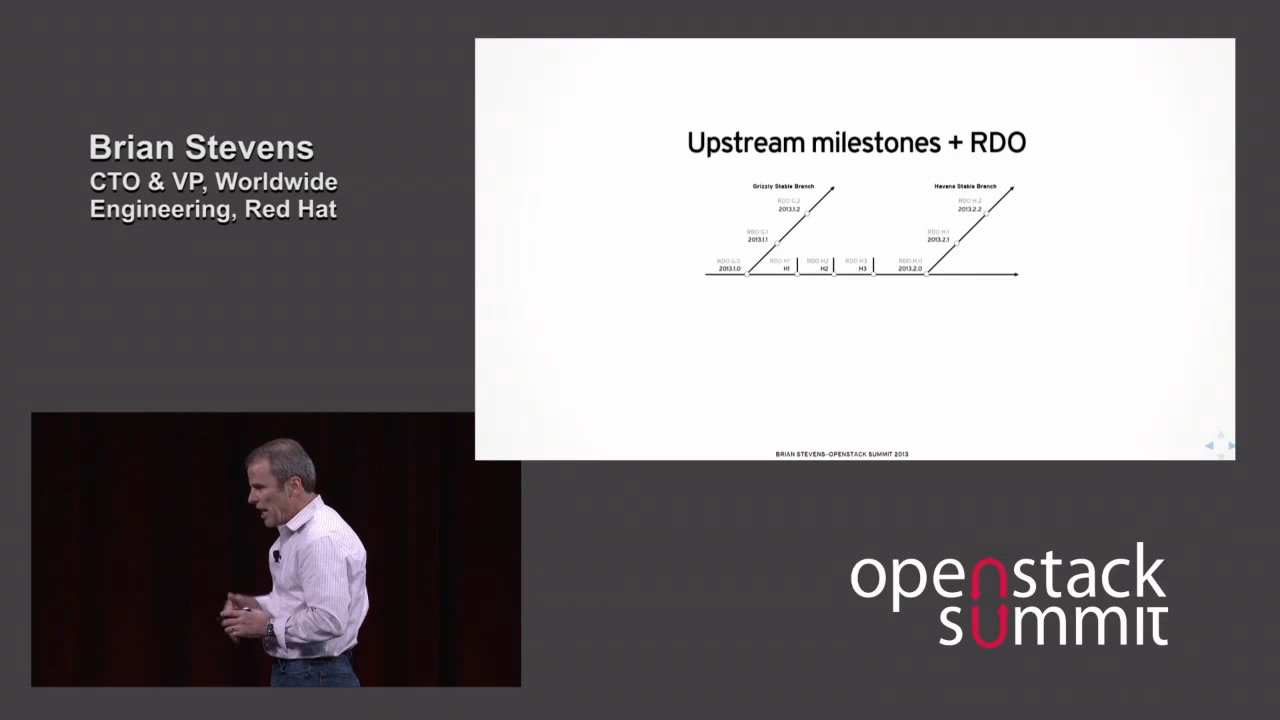 Brian Stevens
CTO & VP, Worldwide
Engineering, Red Hat
Upstream milestones + RDO
Grizzly Stable Branch
RDO G.2
2013.1.2
RDO G.1
2013.1.1
RDO G.0
2013.1.0
RDO H1
H1
RDO H2
H2
RDO H3
H3
Havana Stable Branch
RDO H.2
2013.2.2
RDO H.1
2013.2.1
RDO H.0
2013.2.0
BRIAN STEVENS–OPENSTACK SUMMIT 2013
openstack
summit